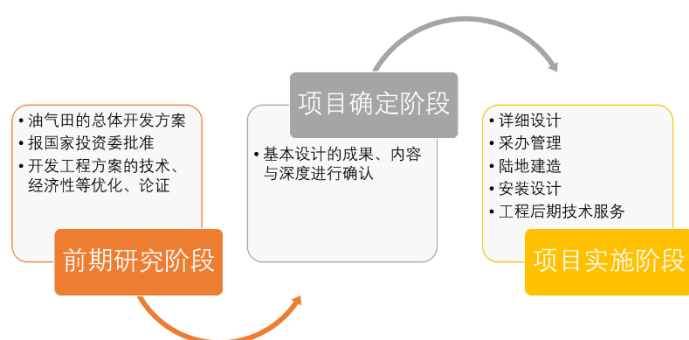 • 油气田的总体开发方案
• 报国家投资委批准
• 开发工程方案的技术、
经济性等优化、论证
前期研究阶段
项目确定阶段
• 基本设计的成果、内容
与深度进行确认
• 详细设计
• 采办管理
• 陆地建造
• 安装设计
• 工程后期技术服务
项目实施阶段